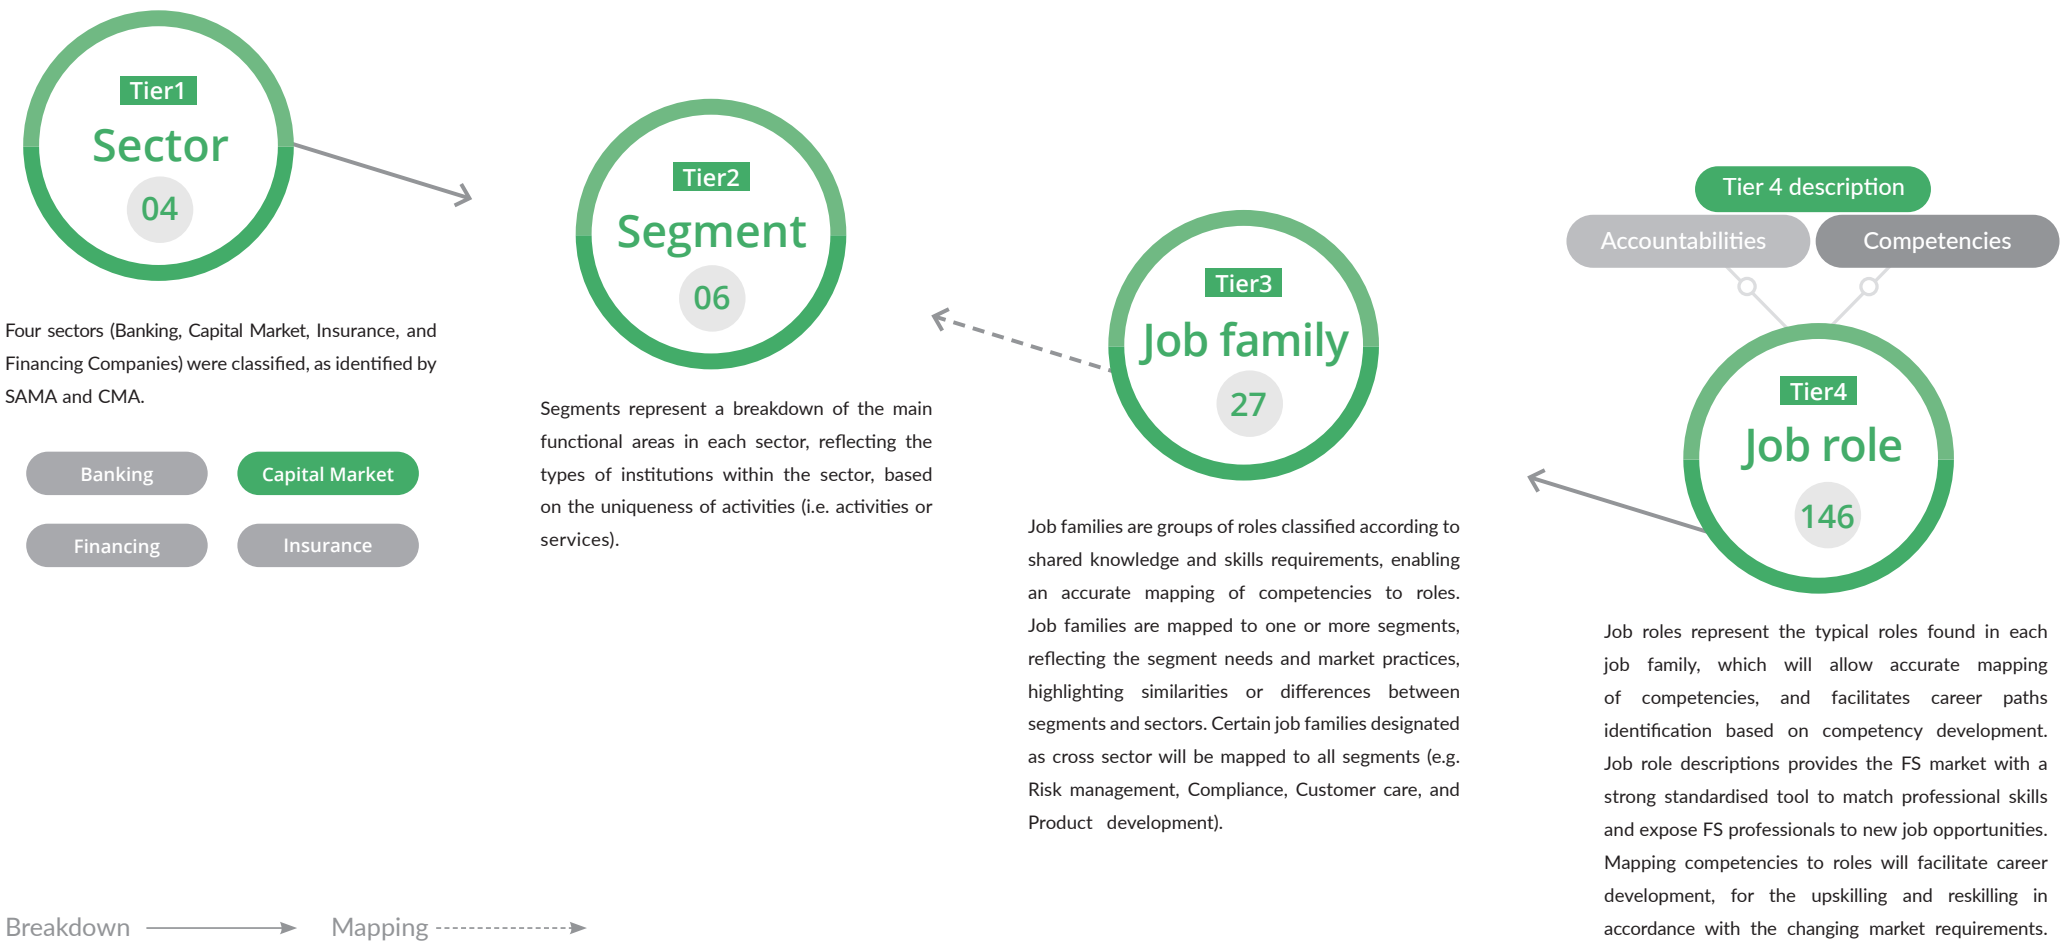 Tier1
Sector
04
Four sectors (Banking, Capital Market, Insurance, and
Financing Companies) were classified, as identified by
SAMA and CMA.
Banking
Capital Market
Financing
Insurance
Tier2
Segment
06
Segments represent a breakdown of the main
functional areas in each sector, reflecting the
types of institutions within the sector, based
on the uniqueness of activities (i.e. activities or
services).
Tier3
Job family
27
Job families are groups of roles classified according to
shared knowledge and skills requirements, enabling
an accurate mapping of competencies to roles.
Job families are mapped to one or more segments,
reflecting the segment needs and market practices,
highlighting similarities or differences between
segments and sectors. Certain job families designated
as cross sector will be mapped to all segments (e.g.
Risk management, Compliance, Customer care, and
Product development).
Tier 4 description
Accountabilities
Competencies
Tier4
Job role
146
Job roles represent the typical roles found in each
job family, which will allow accurate mapping
of competencies, and facilitates career paths
identification based on competency development.
Job role descriptions provides the FS market with a
strong standardised tool to match professional skills
and expose FS professionals to new job opportunities.
Mapping competencies to roles will facilitate career
development, for the upskilling and reskilling in
accordance with the changing market requirements.
Breakdown
Mapping